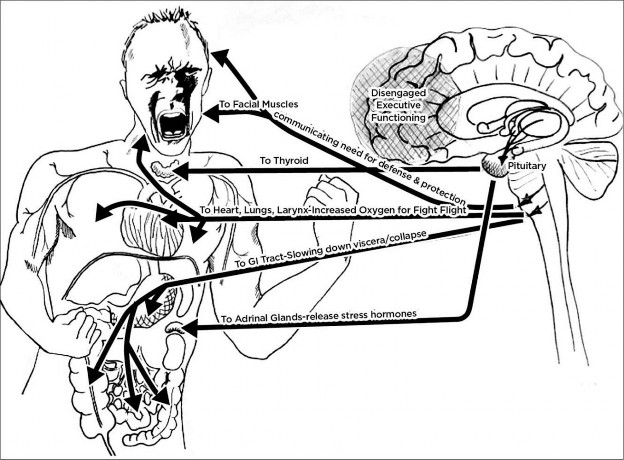 Disengaged
Executive
Functioning
To Facial Muscles
communicating need for defense & protection
To Thyroid
Pituitary
To Heart, Lungs, Larynx-Increased Oxygen for Fight Flight
To GI Tract-Slowing down viscera/collapse
To Adrinal Glands-release stress hormones